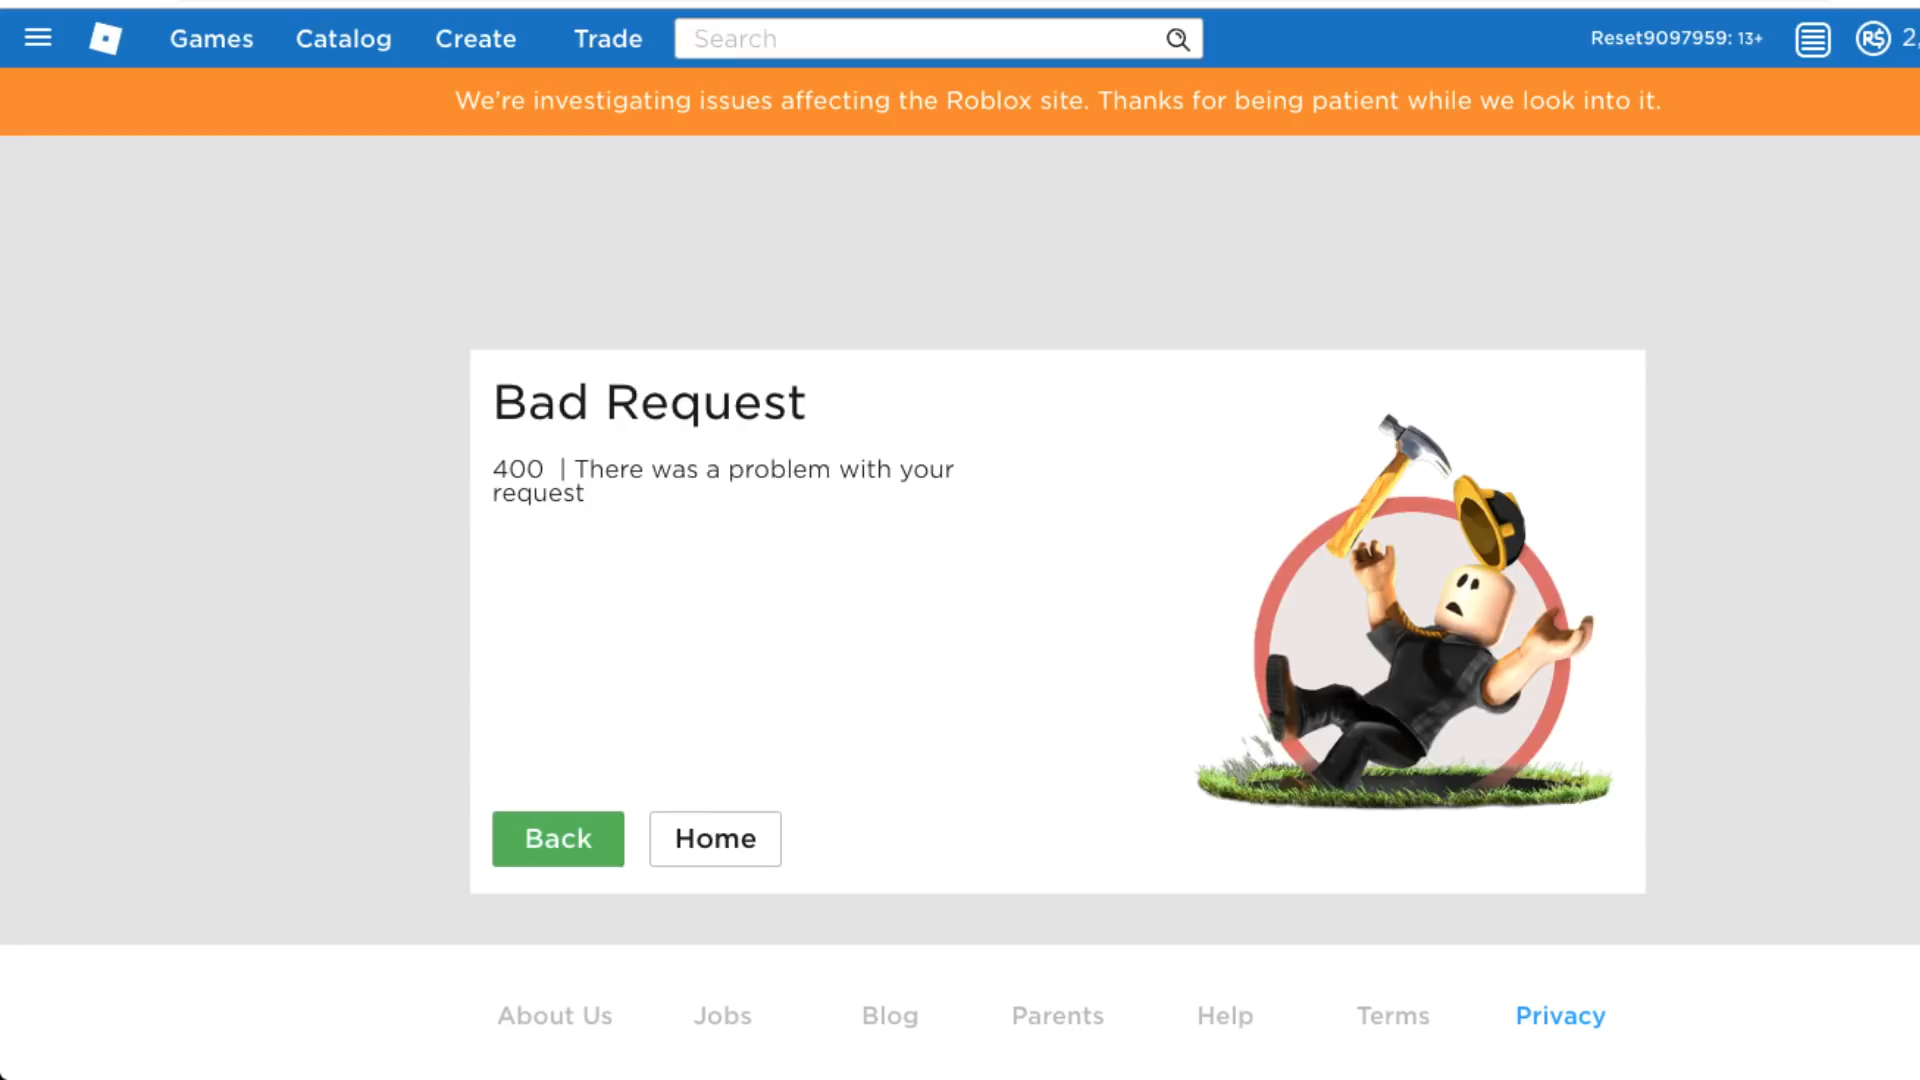 Games Catalog Create Trade Search Reset9097959: 13+ R$ 2,
We're investigating issues affecting the Roblox site. Thanks for being patient while we look into it.
Bad Request
400 | There was a problem with your
request
Back Home
About Us Jobs Blog Parents Help Terms Privacy